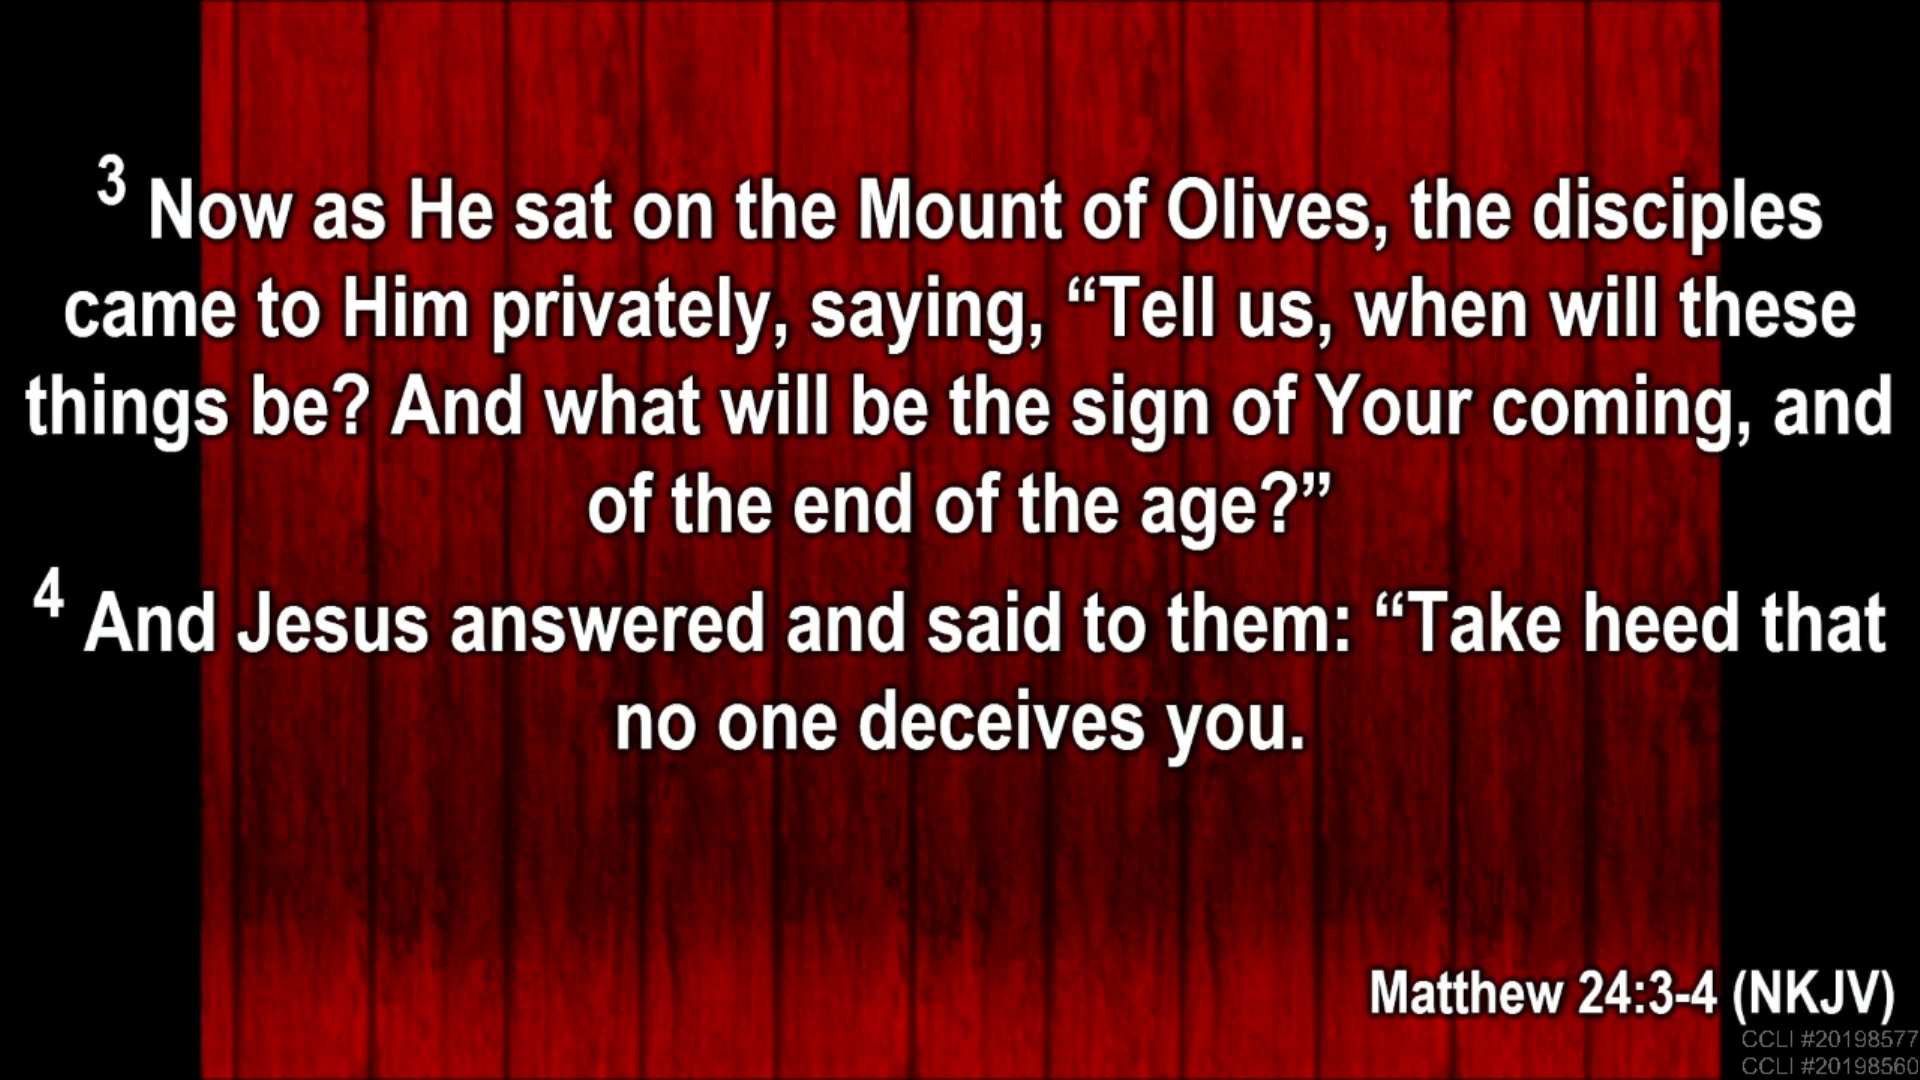 3 Now as He sat on the Mount of Olives, the disciples
came to Him privately, saying, “Tell us, when will these
things be? And what will be the sign of Your coming, and
of the end of the age?”
4 And Jesus answered and said to them: “Take heed that
no one deceives you.
Matthew 24:3-4 (NKJV)
CCLI #20198577
CCLI #20198560